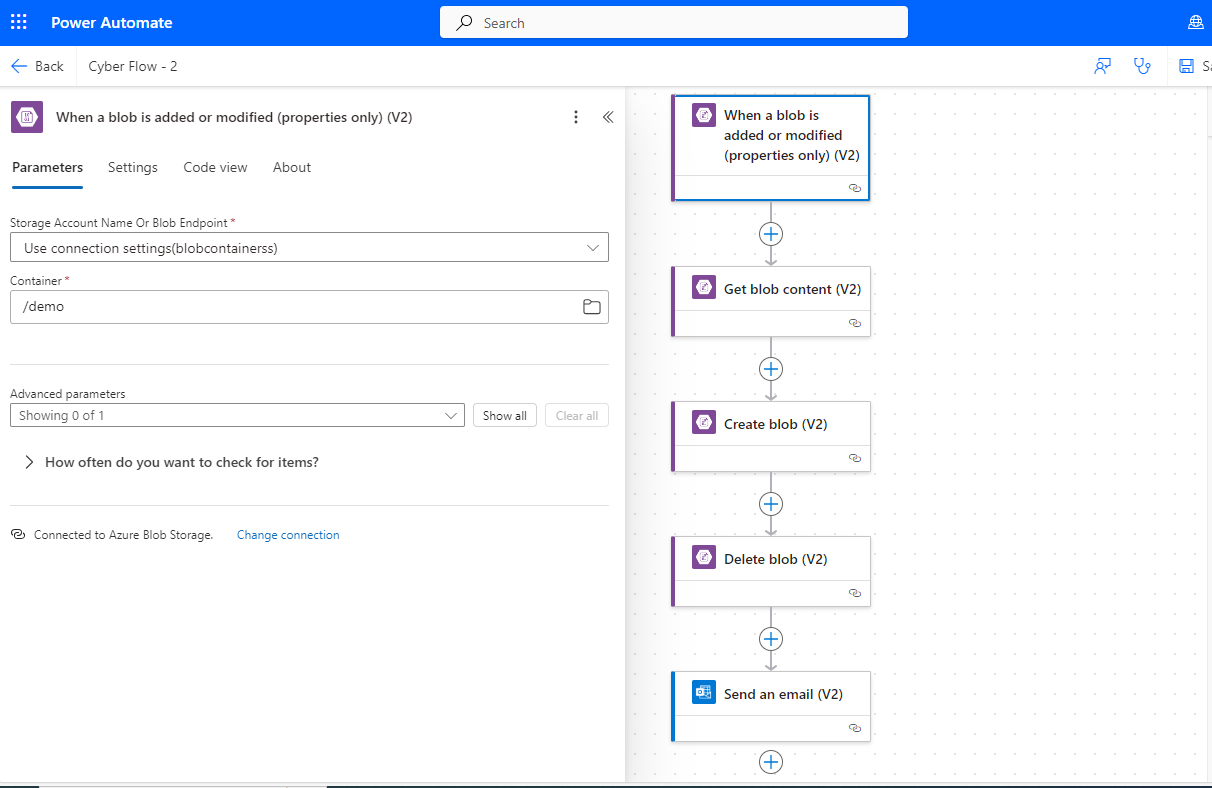 Power Automate
Search
Back
Cyber Flow - 2
When a blob is added or modified (properties only) (V2)
Parameters
Settings
Code view
About
Storage Account Name Or Blob Endpoint *
Use connection settings(blobcontainerss)
Container *
/demo
Advanced parameters
Showing 0 of 1
Show all
Clear all
How often do you want to check for items?
Connected to Azure Blob Storage.
Change connection
When a blob is
added or modified
(properties only) (V2)
Get blob content (V2)
Create blob (V2)
Delete blob (V2)
Send an email (V2)